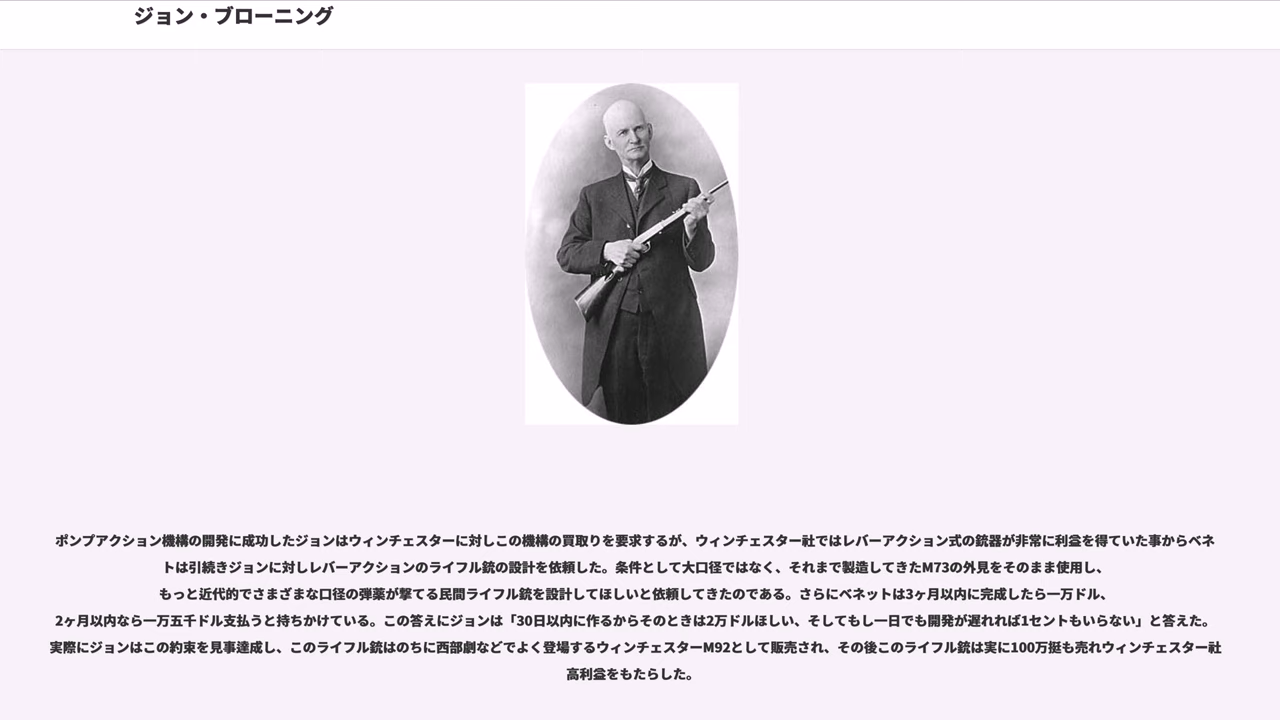 ジョン・ブローニング
ポンプアクション機構の開発に成功したジョンはウィンチェスターに対しこの機構の買取りを要求するが、ウィンチェスター社ではレバーアクション式の銃器が非常に利益を得ていた事からベネ
トは引続きジョンに対しレバーアクションのライフル銃の設計を依頼した。条件として大口径ではなく、それまで製造してきたM73の外見をそのまま使用し、
もっと近代的でさまざまな口径の弾薬が撃てる民間ライフル銃を設計してほしいと依頼してきたのである。さらにベネットは3ヶ月以内に完成したら一万ドル、
2ヶ月以内なら一万五千ドル支払うと持ちかけている。この答えにジョンは「30日以内に作るからそのときは2万ドルほしい、そしてもし一日でも開発が遅れれば1セントもいらない」と答えた。
実際にジョンはこの約束を見事達成し、このライフル銃はのちに西部劇などでよく登場するウィンチェスターM92として販売され、その後このライフル銃は実に100万挺も売れウィンチェスター社
高利益をもたらした。